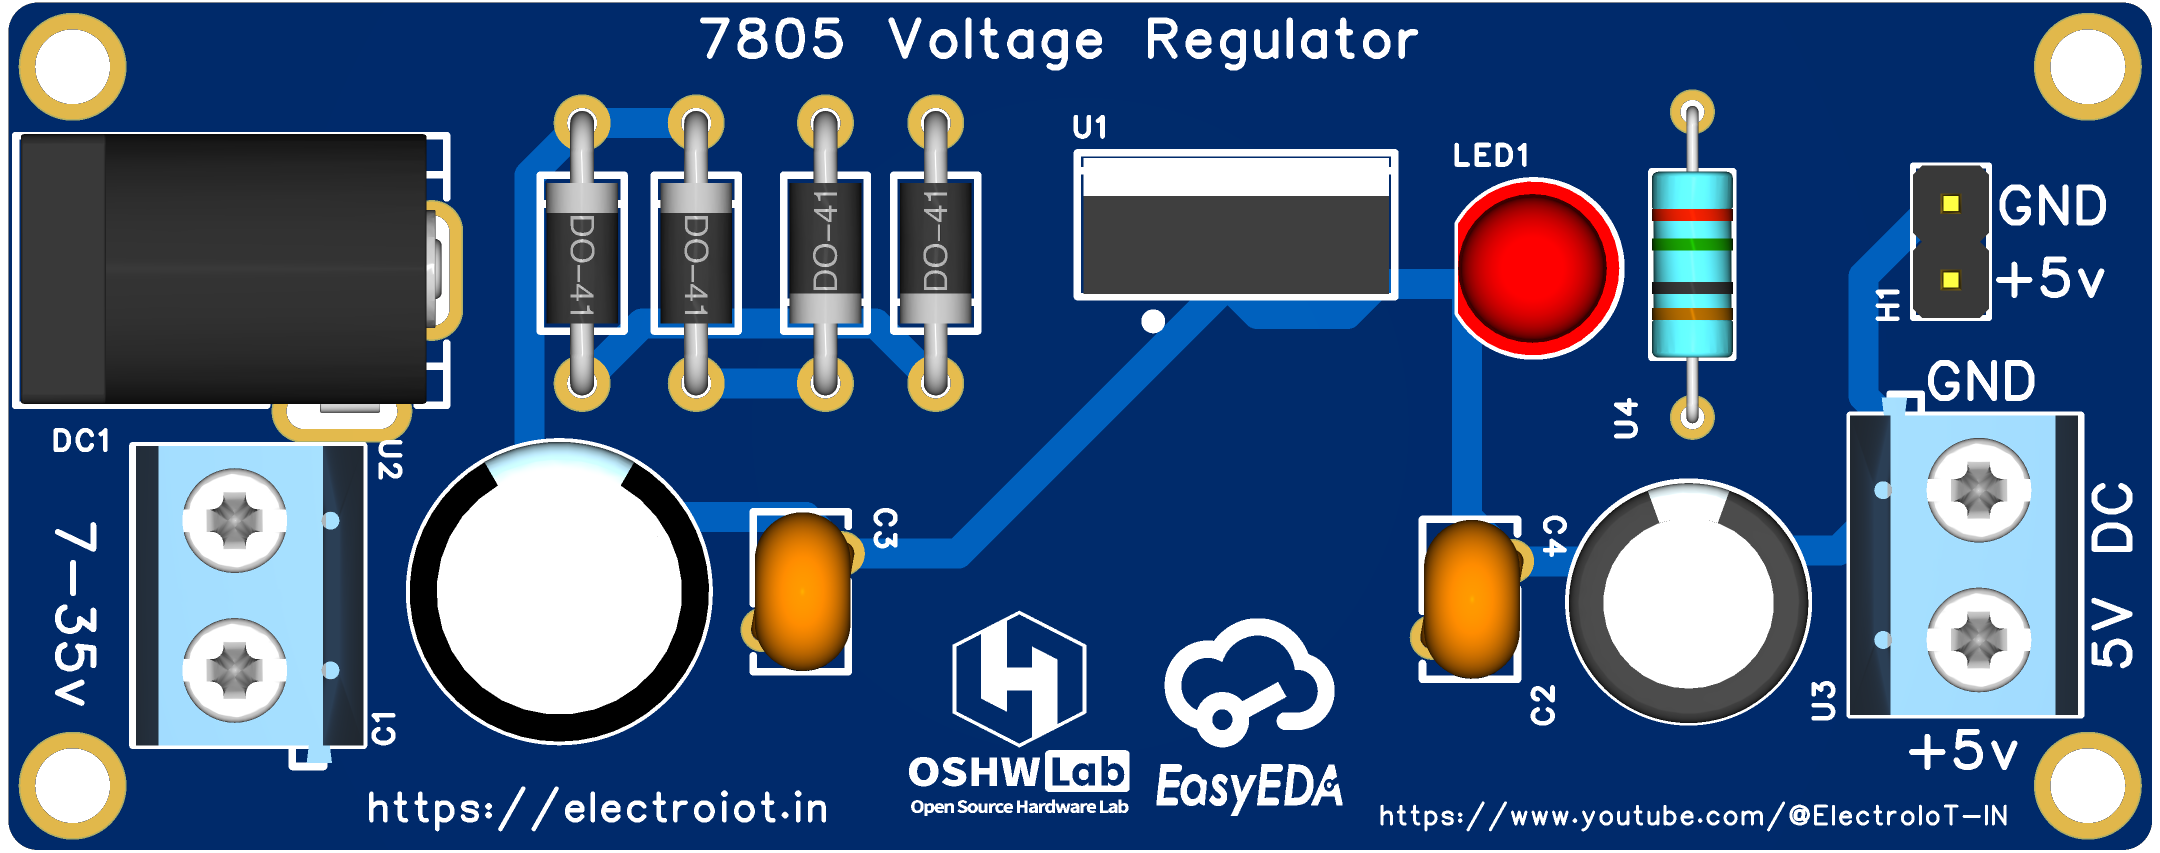 7805 Voltage Regulator
U1
LED1
DO-41
DO-41
DO-41
DO-41
GND
+5v
H1
GND
U4
DC1
U2
7-35v
C3
C4
5V DC
C1
C2
U3
+5v
OSHW Lab
Open Source Hardware Lab
EasyEDA
https://electroiot.in
https://www.youtube.com/@ElectroIoT-IN